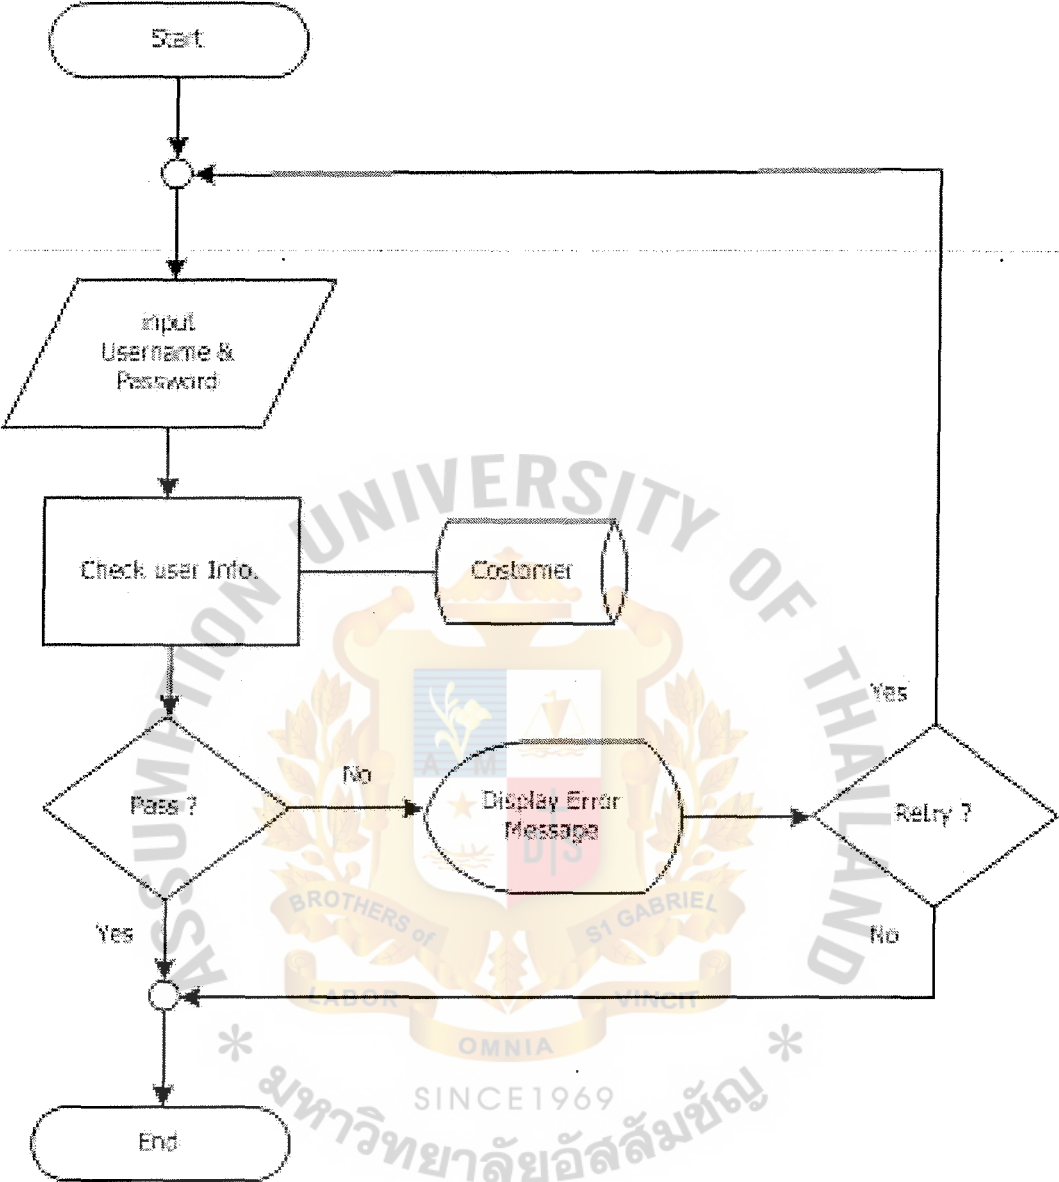 Start
input
Username &
Password
Check user Info.
Costomer
Pass ?
No
Display Error
Message
Retry ?
Yes
Yes
No
End
ASSUMPTION UNIVERSITY OF THAILAND
A M
D S
BROTHERS of
S1 GABRIEL
LABOR
OMNIA
VINCIT
SINCE1969
มหาวิทยาลัยอัสสัมชัญ